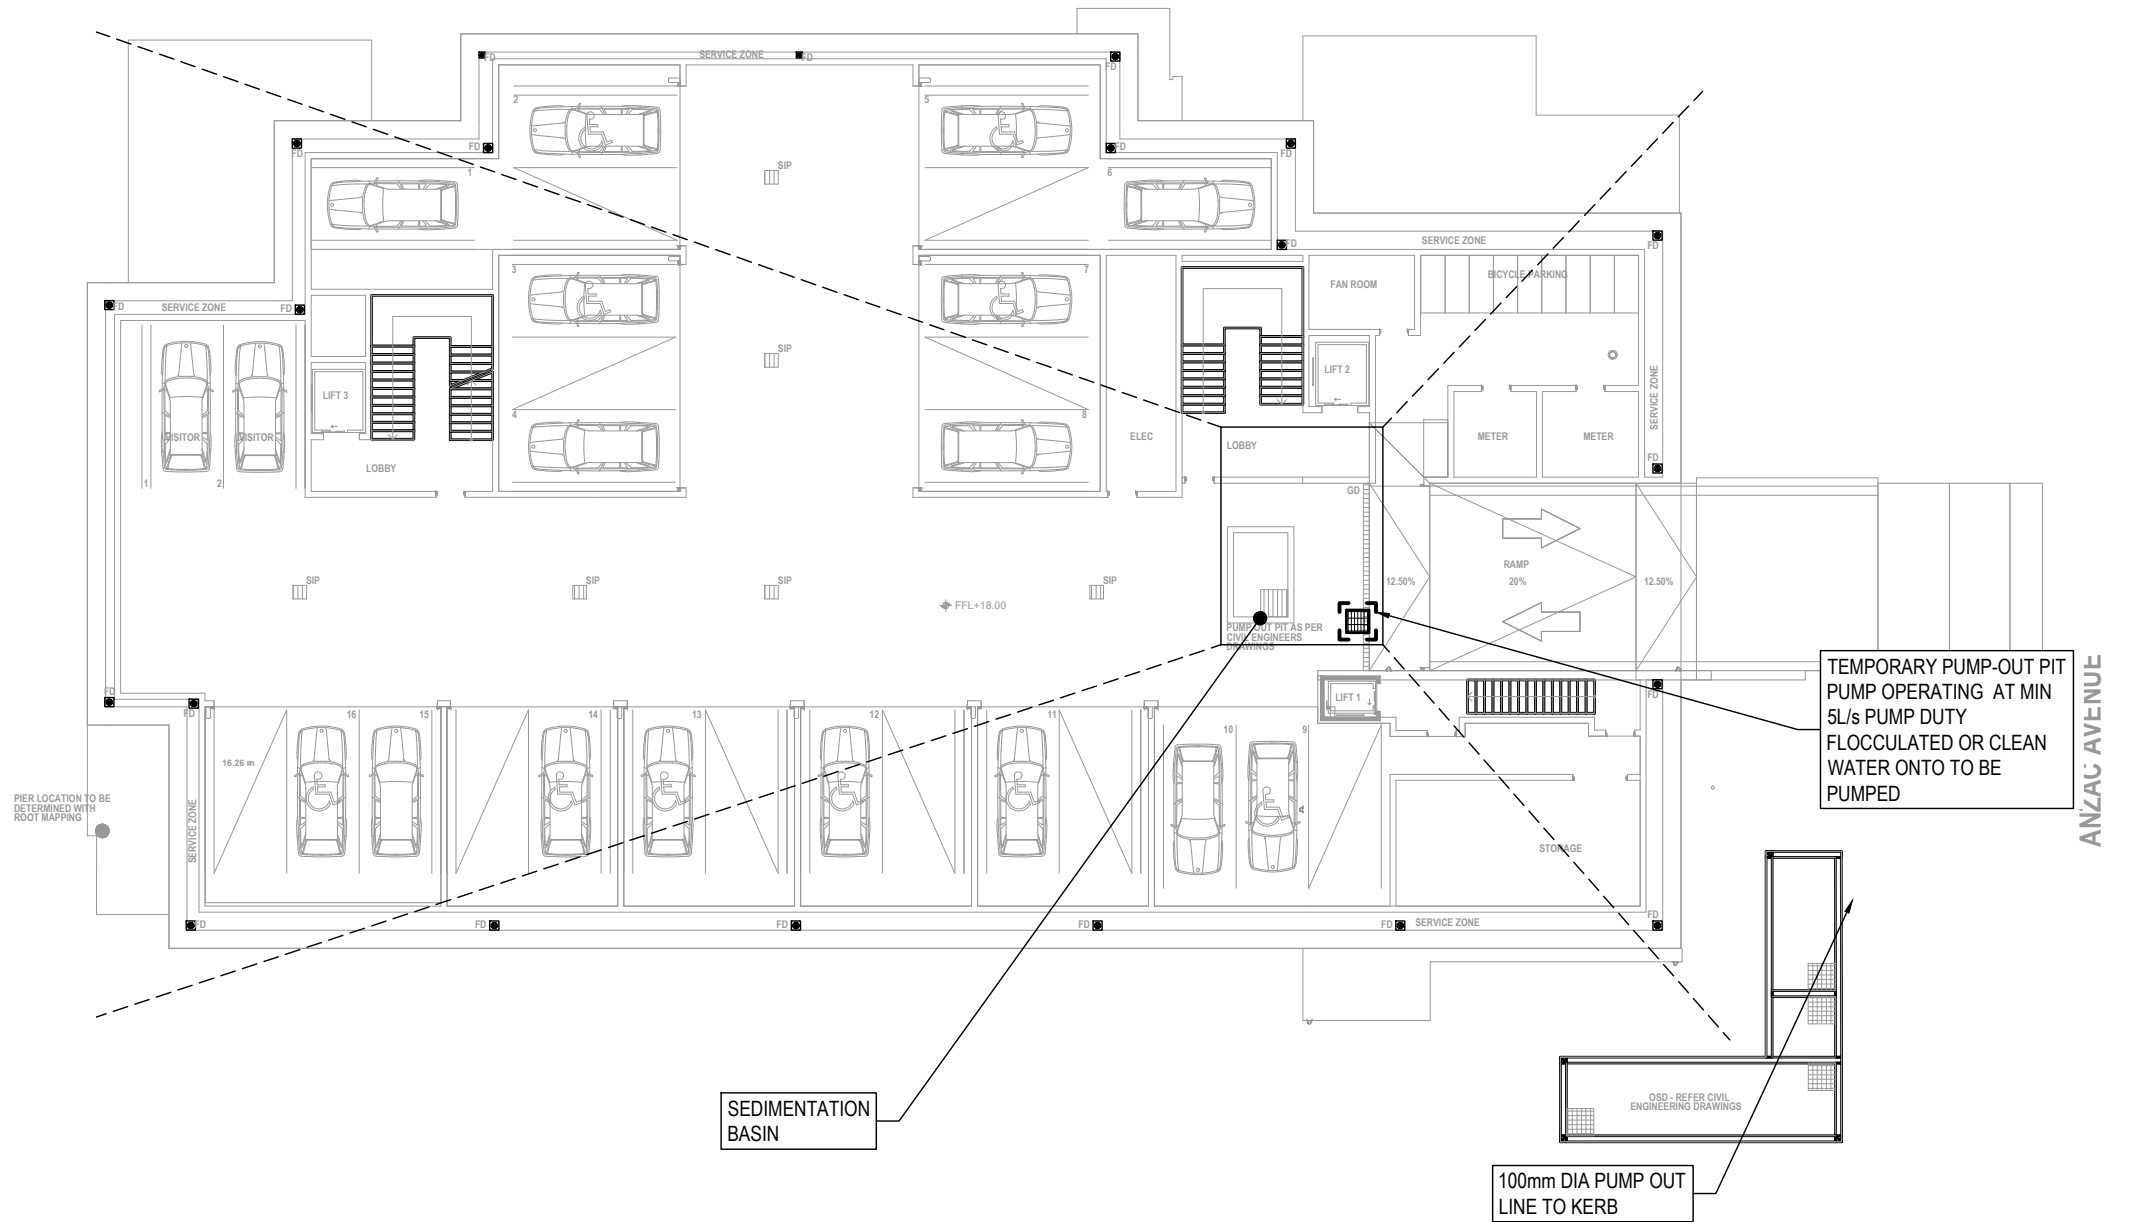 SERVICE ZONE
FD
FD
FD
FD
FD
FD
FD
2
5
SIP
1
6
SERVICE ZONE
FD
FD
3
7
BICYCLE PARKING
FAN ROOM
FD
SERVICE ZONE
FD
SIP
LIFT 2
LIFT 3
SERVICE ZONE
4
8
VISITOR
VISITOR
ELEC
LOBBY
METER
METER
LOBBY
FD
1
2
GD
RAMP
20%
12.50%
12.50%
SIP
SIP
SIP
SIP
FFL+18.00
PUMP OUT PIT AS PER
CIVIL ENGINEERS
DRAWINGS
TEMPORARY PUMP-OUT PIT
PUMP OPERATING AT MIN
5L/s PUMP DUTY
FLOCCULATED OR CLEAN
WATER ONTO TO BE
PUMPED
ANZAC AVENUE
LIFT 1
FD
FD
FD
16
15
14
13
12
11
10
9
16.26 m
PIER LOCATION TO BE
DETERMINED WITH
ROOT MAPPING
SERVICE ZONE
STORAGE
FD
FD
FD
FD
FD
SERVICE ZONE
FD
SEDIMENTATION
BASIN
OSD - REFER CIVIL
ENGINEERING DRAWINGS
100mm DIA PUMP OUT
LINE TO KERB